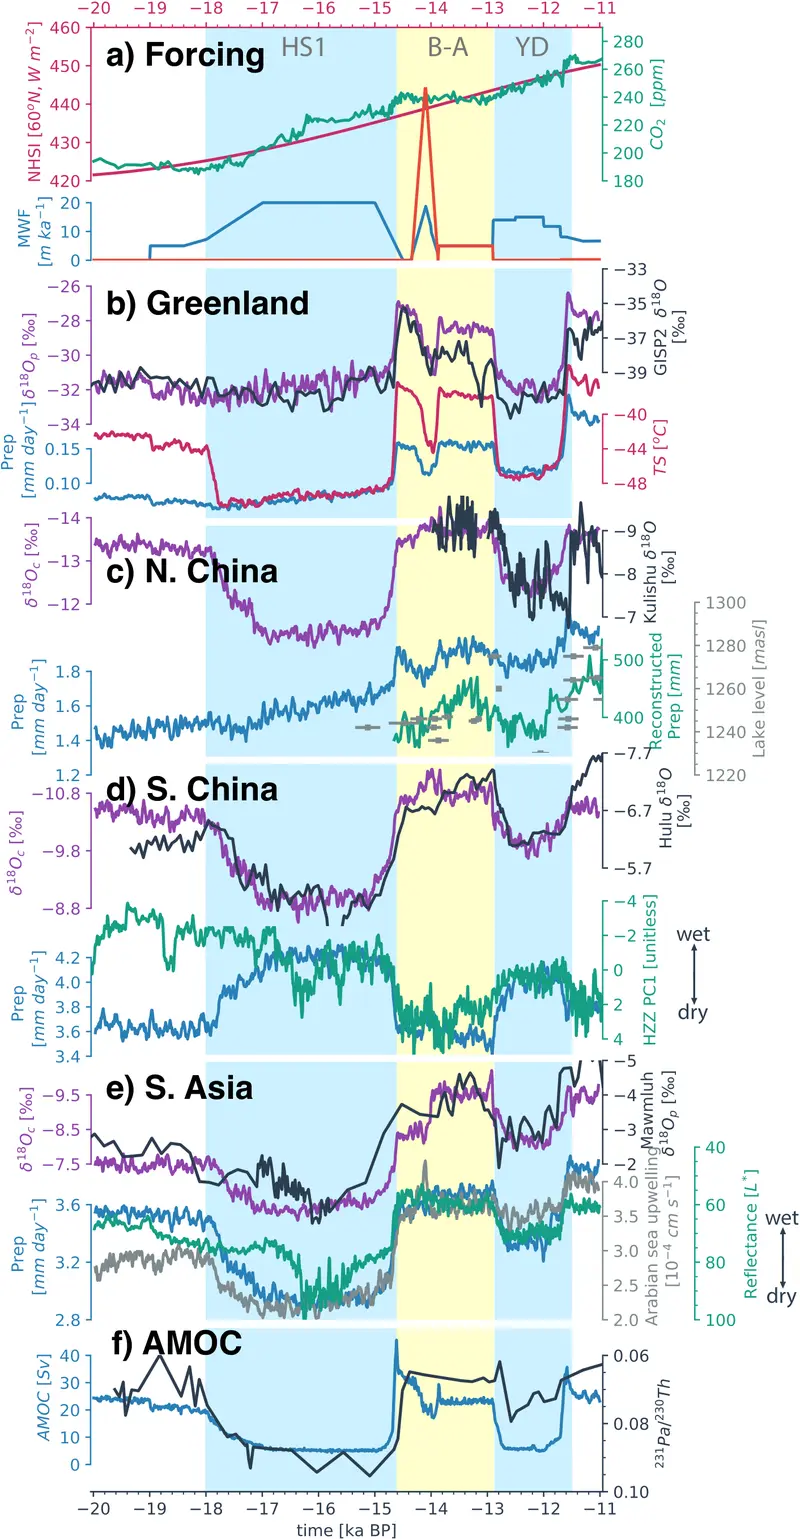 −20 −19 −18 −17 −16 −15 −14 −13 −12 −11
a) Forcing
HS1
B-A
YD
460
450
440
430
420
NHSI [60°N, W m⁻²]
280
260
240
220
200
180
CO₂ [ppm]
20
10
0
MWF
[m ka⁻¹]
b) Greenland
−26
−28
−30
−32
−34
δ¹⁸Oₚ [‰]
−33
−35
−37
−39
GISP2 δ¹⁸O
[‰]
0.15
0.10
Prep
[mm day⁻¹]
−40
−44
−48
TS [°C]
c) N. China
−14
−13
−12
δ¹⁸O꜀ [‰]
−9
−8
−7
Kulishu δ¹⁸O
[‰]
1.8
1.6
1.4
1.2
Prep
[mm day⁻¹]
500
400
Reconstructed
Prep [mm]
1300
1280
1260
1240
1220
Lake level [masl]
d) S. China
−10.8
−9.8
−8.8
δ¹⁸O꜀ [‰]
−7.7
−6.7
−5.7
Hulu δ¹⁸O
[‰]
4.2
4.0
3.8
3.6
3.4
Prep
[mm day⁻¹]
−4
−2
0
2
4
HZZ PC1 [unitless]
wet
dry
e) S. Asia
−9.5
−8.5
−7.5
δ¹⁸O꜀ [‰]
−5
−4
−3
−2
Mawmluh
δ¹⁸Oₚ [‰]
3.6
3.2
2.8
Prep
[mm day⁻¹]
4.0
3.5
3.0
2.5
2.0
Arabian sea upwelling
[10⁻⁴ cm s⁻¹]
40
60
80
100
Reflectance [L*]
wet
dry
f) AMOC
40
30
20
10
0
AMOC [Sv]
0.06
0.08
0.10
²³¹Pa/²³⁰Th
−20 −19 −18 −17 −16 −15 −14 −13 −12 −11
time [ka BP]